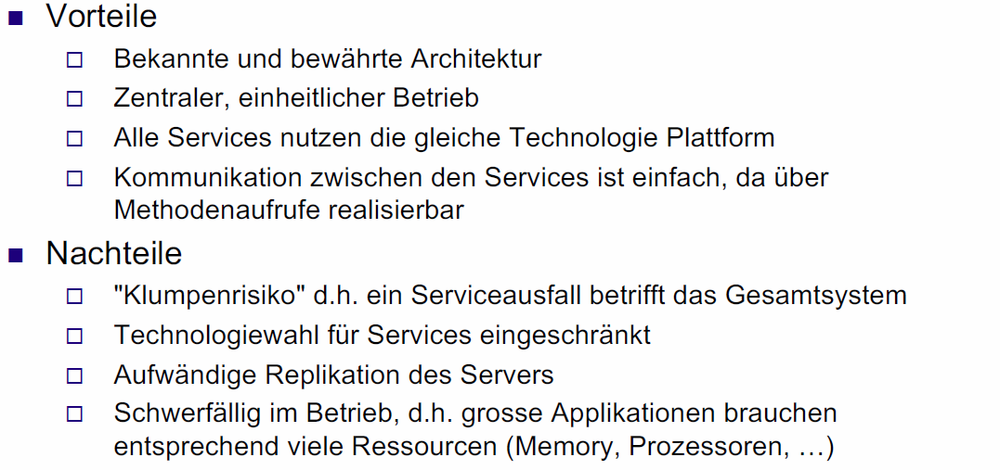 Vorteile
Bekannte und bewährte Architektur
Zentraler, einheitlicher Betrieb
Alle Services nutzen die gleiche Technologie Plattform
Kommunikation zwischen den Services ist einfach, da über
Methodenaufrufe realisierbar
Nachteile
"Klumpenrisiko" d.h. ein Serviceausfall betrifft das Gesamtsystem
Technologiewahl für Services eingeschränkt
Aufwändige Replikation des Servers
Schwerfällig im Betrieb, d.h. grosse Applikationen brauchen
entsprechend viele Ressourcen (Memory, Prozessoren, …)